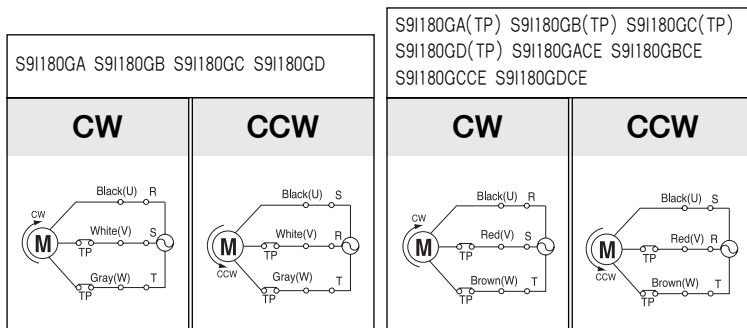 S9I180GA S9I180GB S9I180GC S9I180GD
CW
CCW
CW
M
Black(U) R
White(V) S
TP
Gray(W) T
TP
Black(U) S
White(V) R
TP
M
CCW
Gray(W) T
TP
S9I180GA(TP) S9I180GB(TP) S9I180GC(TP)
S9I180GD(TP) S9I180GACE S9I180GBCE
S9I180GCCE S9I180GDCE
CW
CCW
Black(U) R
CW
M
Red(V) S
TP
Brown(W) T
TP
Black(U) S
Red(V) R
M
TP
CCW
Brown(W) T
TP